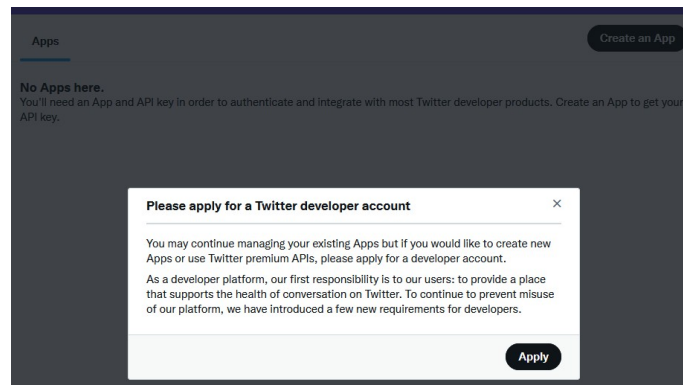 Apps
Create an App
No Apps here.
You'll need an App and API key in order to authenticate and integrate with most Twitter developer products. Create an App to get your
API key.
Please apply for a Twitter developer account
You may continue managing your existing Apps but if you would like to create new
Apps or use Twitter premium APIs, please apply for a developer account.
As a developer platform, our first responsibility is to our users: to provide a place
that supports the health of conversation on Twitter. To continue to prevent misuse
of our platform, we have introduced a few new requirements for developers.
Apply